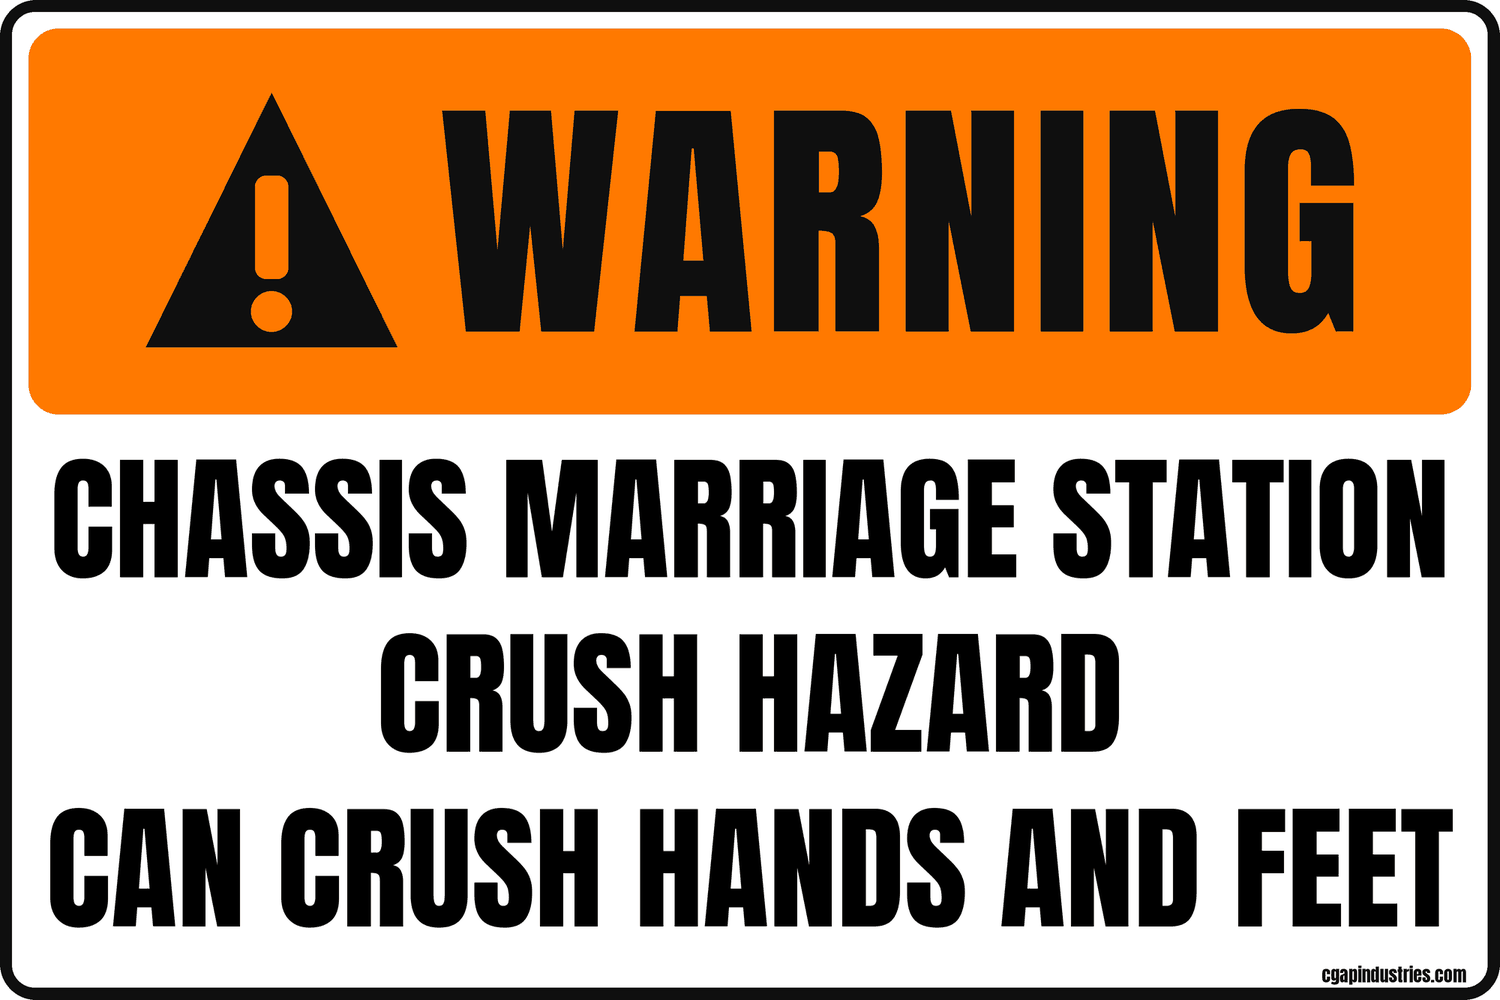 WARNING
CHASSIS MARRIAGE STATION
CRUSH HAZARD
CAN CRUSH HANDS AND FEET
cgapindustries.com